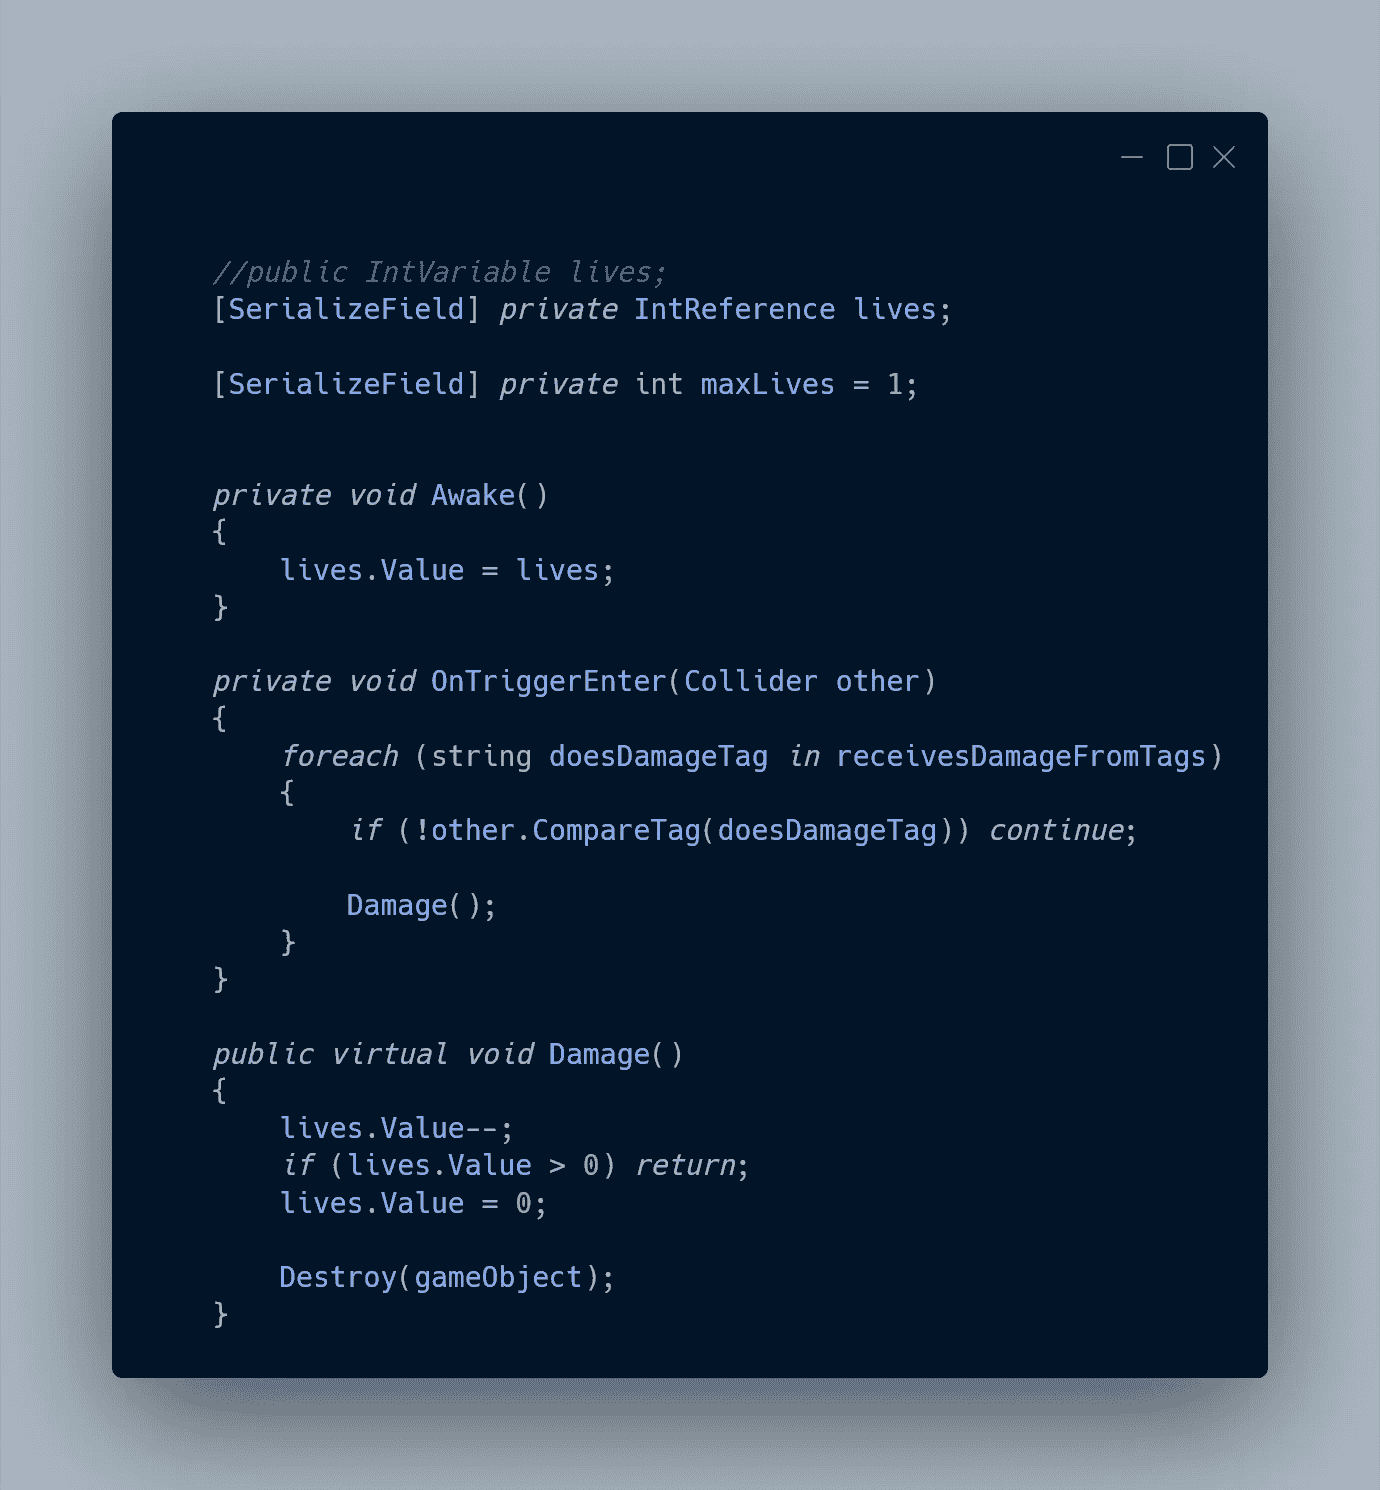 //public IntVariable lives;
[SerializeField] private IntReference lives;
[SerializeField] private int maxLives = 1;
private void Awake()
{
    lives.Value = lives;
}
private void OnTriggerEnter(Collider other)
{
    foreach (string doesDamageTag in receivesDamageFromTags)
    {
        if (!other.CompareTag(doesDamageTag)) continue;
        Damage();
    }
}
public virtual void Damage()
{
    lives.Value--;
    if (lives.Value > 0) return;
    lives.Value = 0;
    Destroy(gameObject);
}